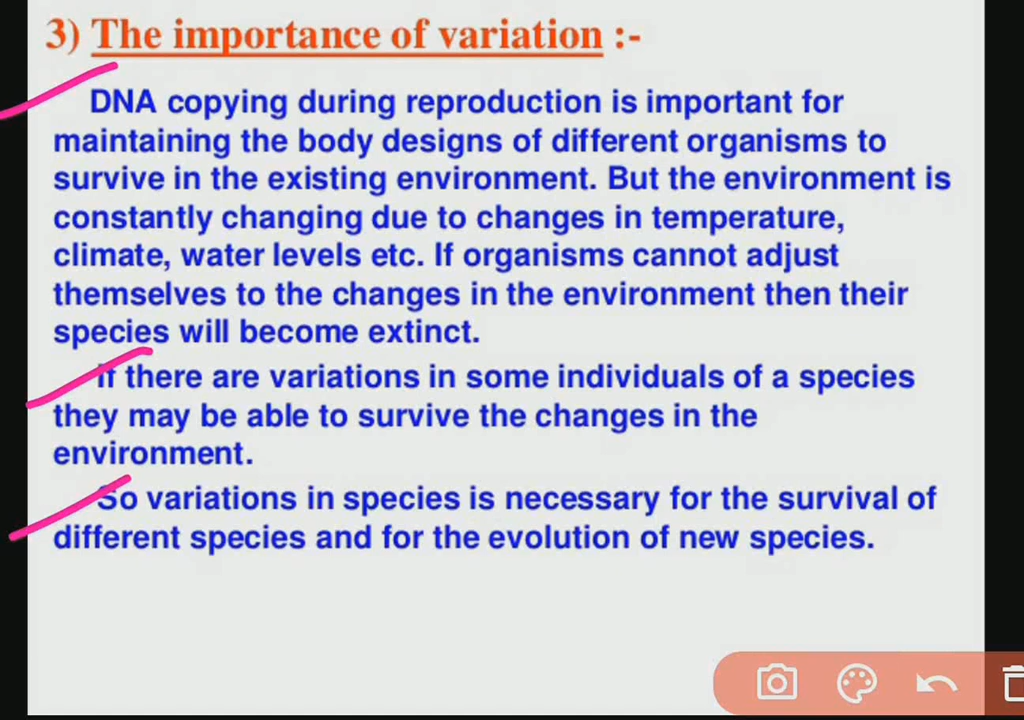 3) The importance of variation :-
DNA copying during reproduction is important for
maintaining the body designs of different organisms to
survive in the existing environment. But the environment is
constantly changing due to changes in temperature,
climate, water levels etc. If organisms cannot adjust
themselves to the changes in the environment then their
species will become extinct.
If there are variations in some individuals of a species
they may be able to survive the changes in the
environment.
So variations in species is necessary for the survival of
different species and for the evolution of new species.